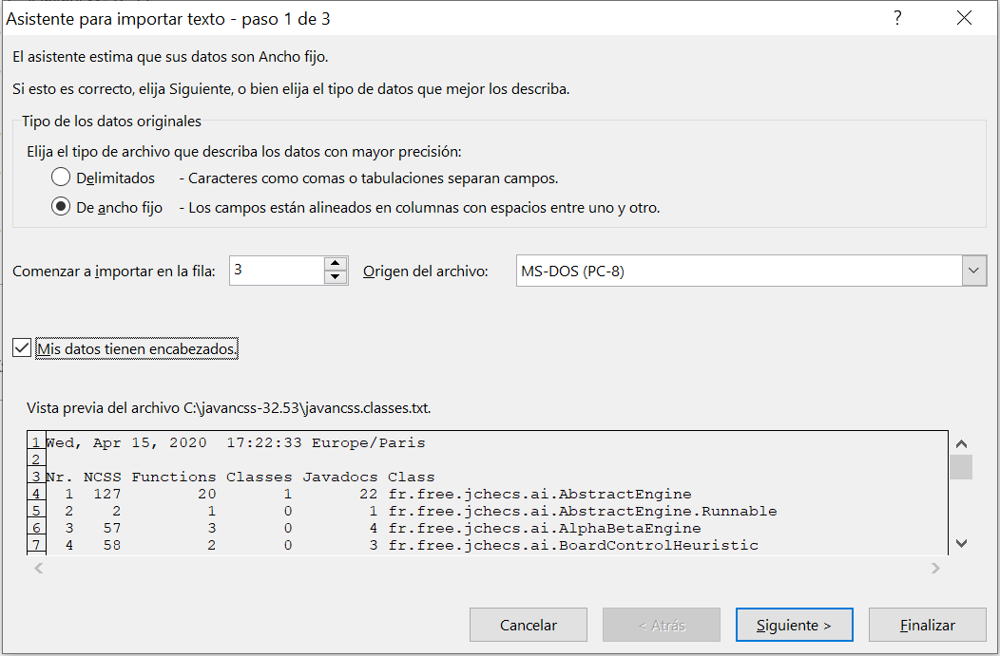 Asistente para importar texto - paso 1 de 3 ?
El asistente estima que sus datos son Ancho fijo.
Si esto es correcto, elija Siguiente, o bien elija el tipo de datos que mejor los describa.
Tipo de los datos originales
Elija el tipo de archivo que describa los datos con mayor precisión:
Delimitados - Caracteres como comas o tabulaciones separan campos.
De ancho fijo - Los campos están alineados en columnas con espacios entre uno y otro.
Comenzar a importar en la fila: 3 Origen del archivo: MS-DOS (PC-8)
Mis datos tienen encabezados.
Vista previa del archivo C:\javancss-32.53\javancss.classes.txt.
1 Wed, Apr 15, 2020  17:22:33 Europe/Paris
2
3 Nr. NCSS Functions Classes Javadocs Class
4   1  127        20       1       22 fr.free.jchecs.ai.AbstractEngine
5   2    2         1       0        1 fr.free.jchecs.ai.AbstractEngine.Runnable
6   3   57         3       0        4 fr.free.jchecs.ai.AlphaBetaEngine
7   4   58         2       0        3 fr.free.jchecs.ai.BoardControlHeuristic
Cancelar < Atrás Siguiente > Finalizar